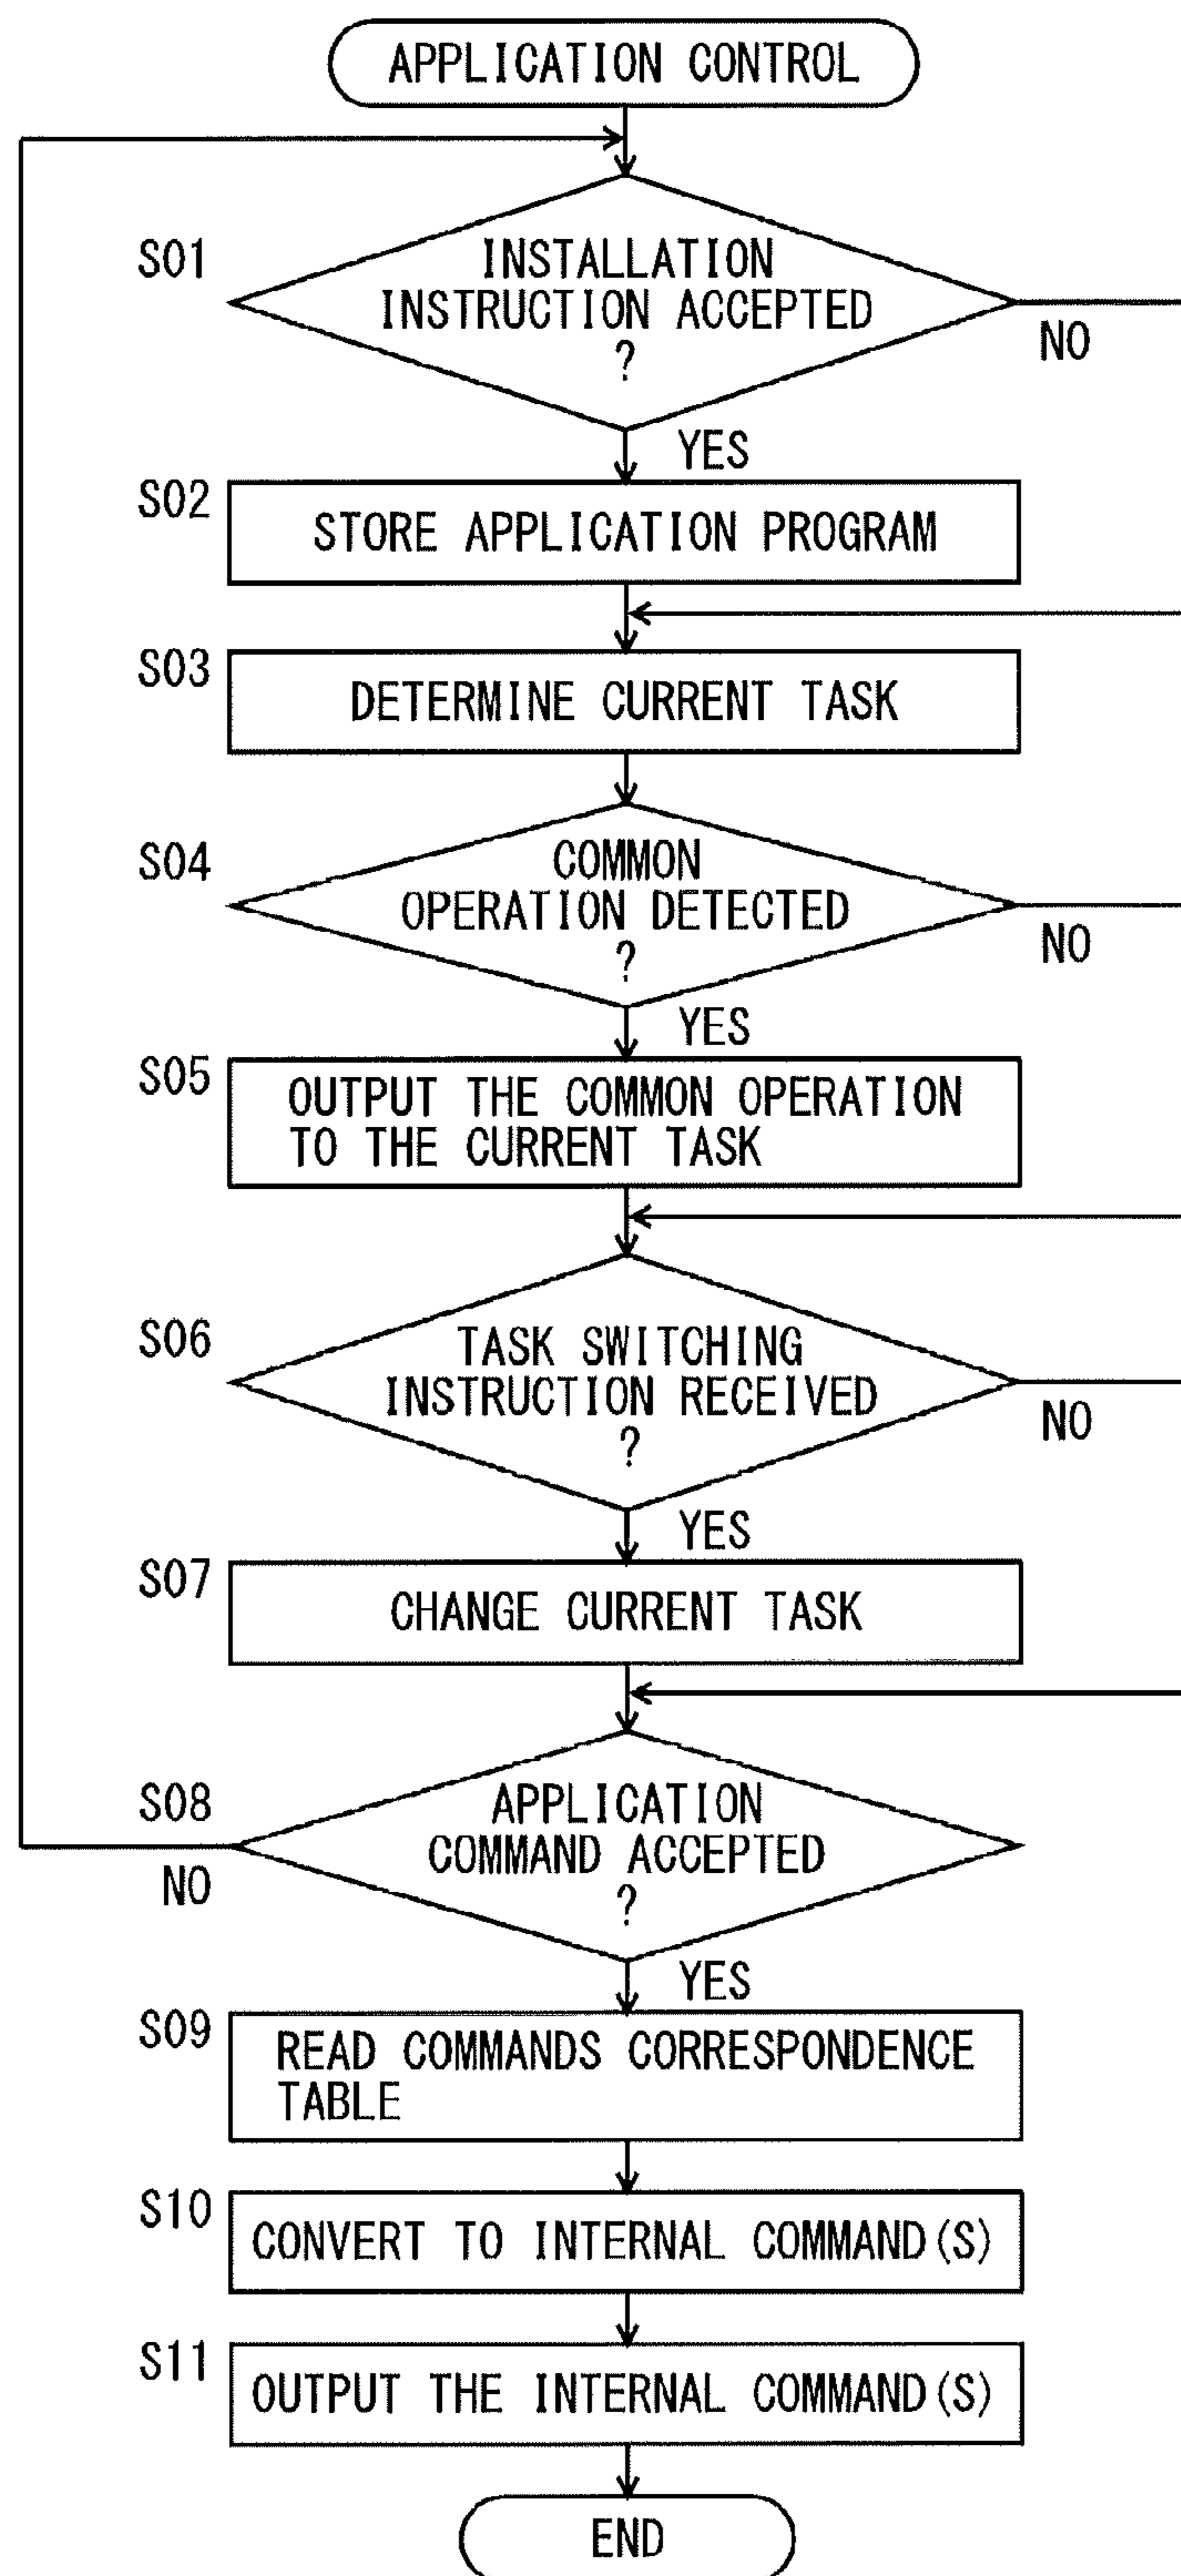 APPLICATION CONTROL
S01
INSTALLATION
INSTRUCTION ACCEPTED
?
NO
YES
S02
STORE APPLICATION PROGRAM
S03
DETERMINE CURRENT TASK
S04
COMMON
OPERATION DETECTED
?
NO
YES
S05
OUTPUT THE COMMON OPERATION
TO THE CURRENT TASK
S06
TASK SWITCHING
INSTRUCTION RECEIVED
?
NO
YES
S07
CHANGE CURRENT TASK
S08
APPLICATION
COMMAND ACCEPTED
?
NO
YES
S09
READ COMMANDS CORRESPONDENCE
TABLE
S10
CONVERT TO INTERNAL COMMAND(S)
S11
OUTPUT THE INTERNAL COMMAND(S)
END